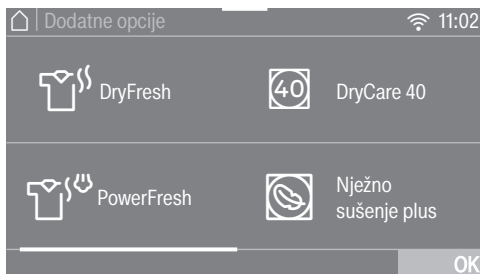 Dodatne opcije 11:02
DryFresh
40 DryCare 40
PowerFresh
Nježno
sušenje plus
OK